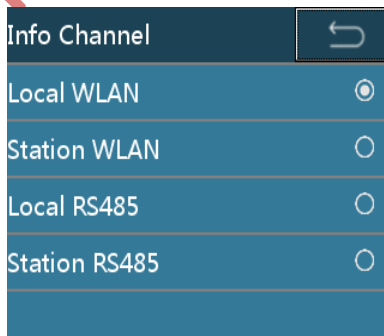 Info Channel
Local WLAN
Station WLAN
Local RS485
Station RS485